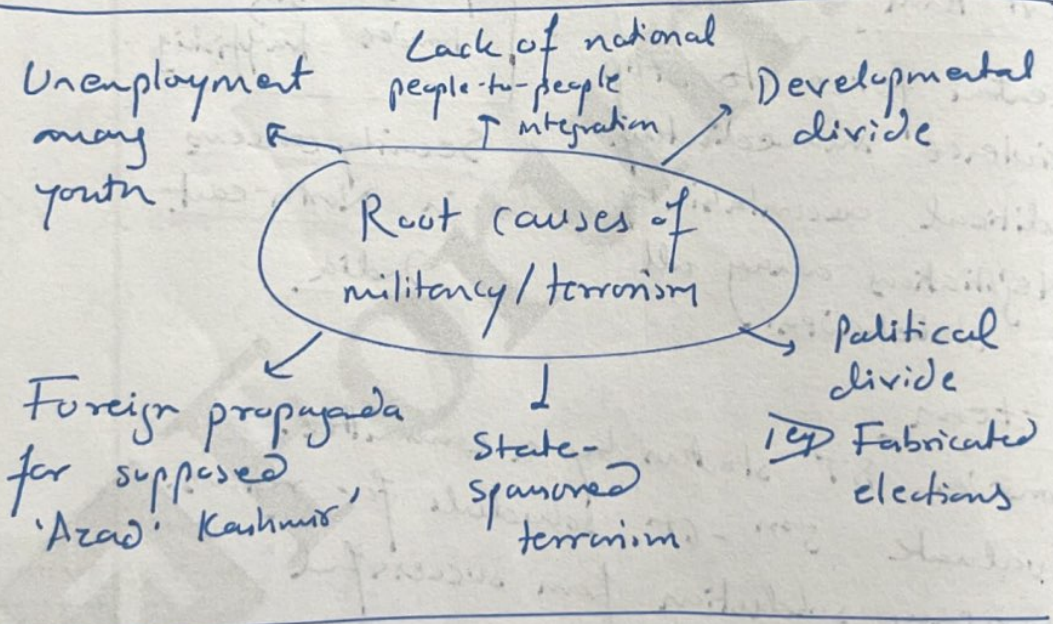 Lack of national
people-to-people
integration
Unemployment
among
youth
Developmental
divide
Root causes of
militancy/terrorism
Foreign propaganda
for supposed
'Azad' Kashmir'
State-
sponsored
terrorism
Political
divide
Fabricated
elections